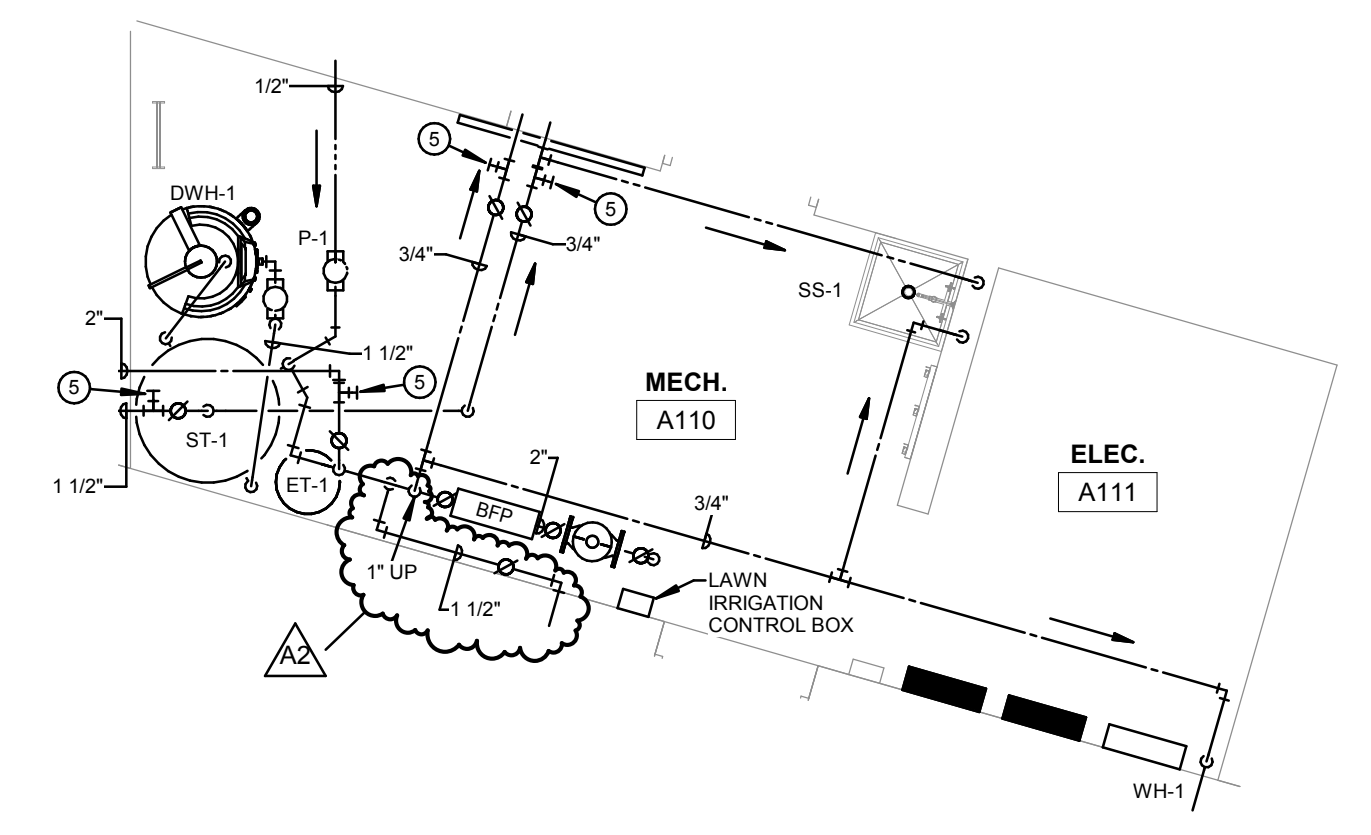 1/2"
5
DWH-1
P-1
5
3/4"
3/4"
SS-1
2"
1 1/2"
5
5
MECH.
A110
ST-1
ELEC.
A111
1 1/2"
ET-1
2"
BFP
3/4"
1" UP
1 1/2"
LAWN
IRRIGATION
CONTROL BOX
A2
WH-1